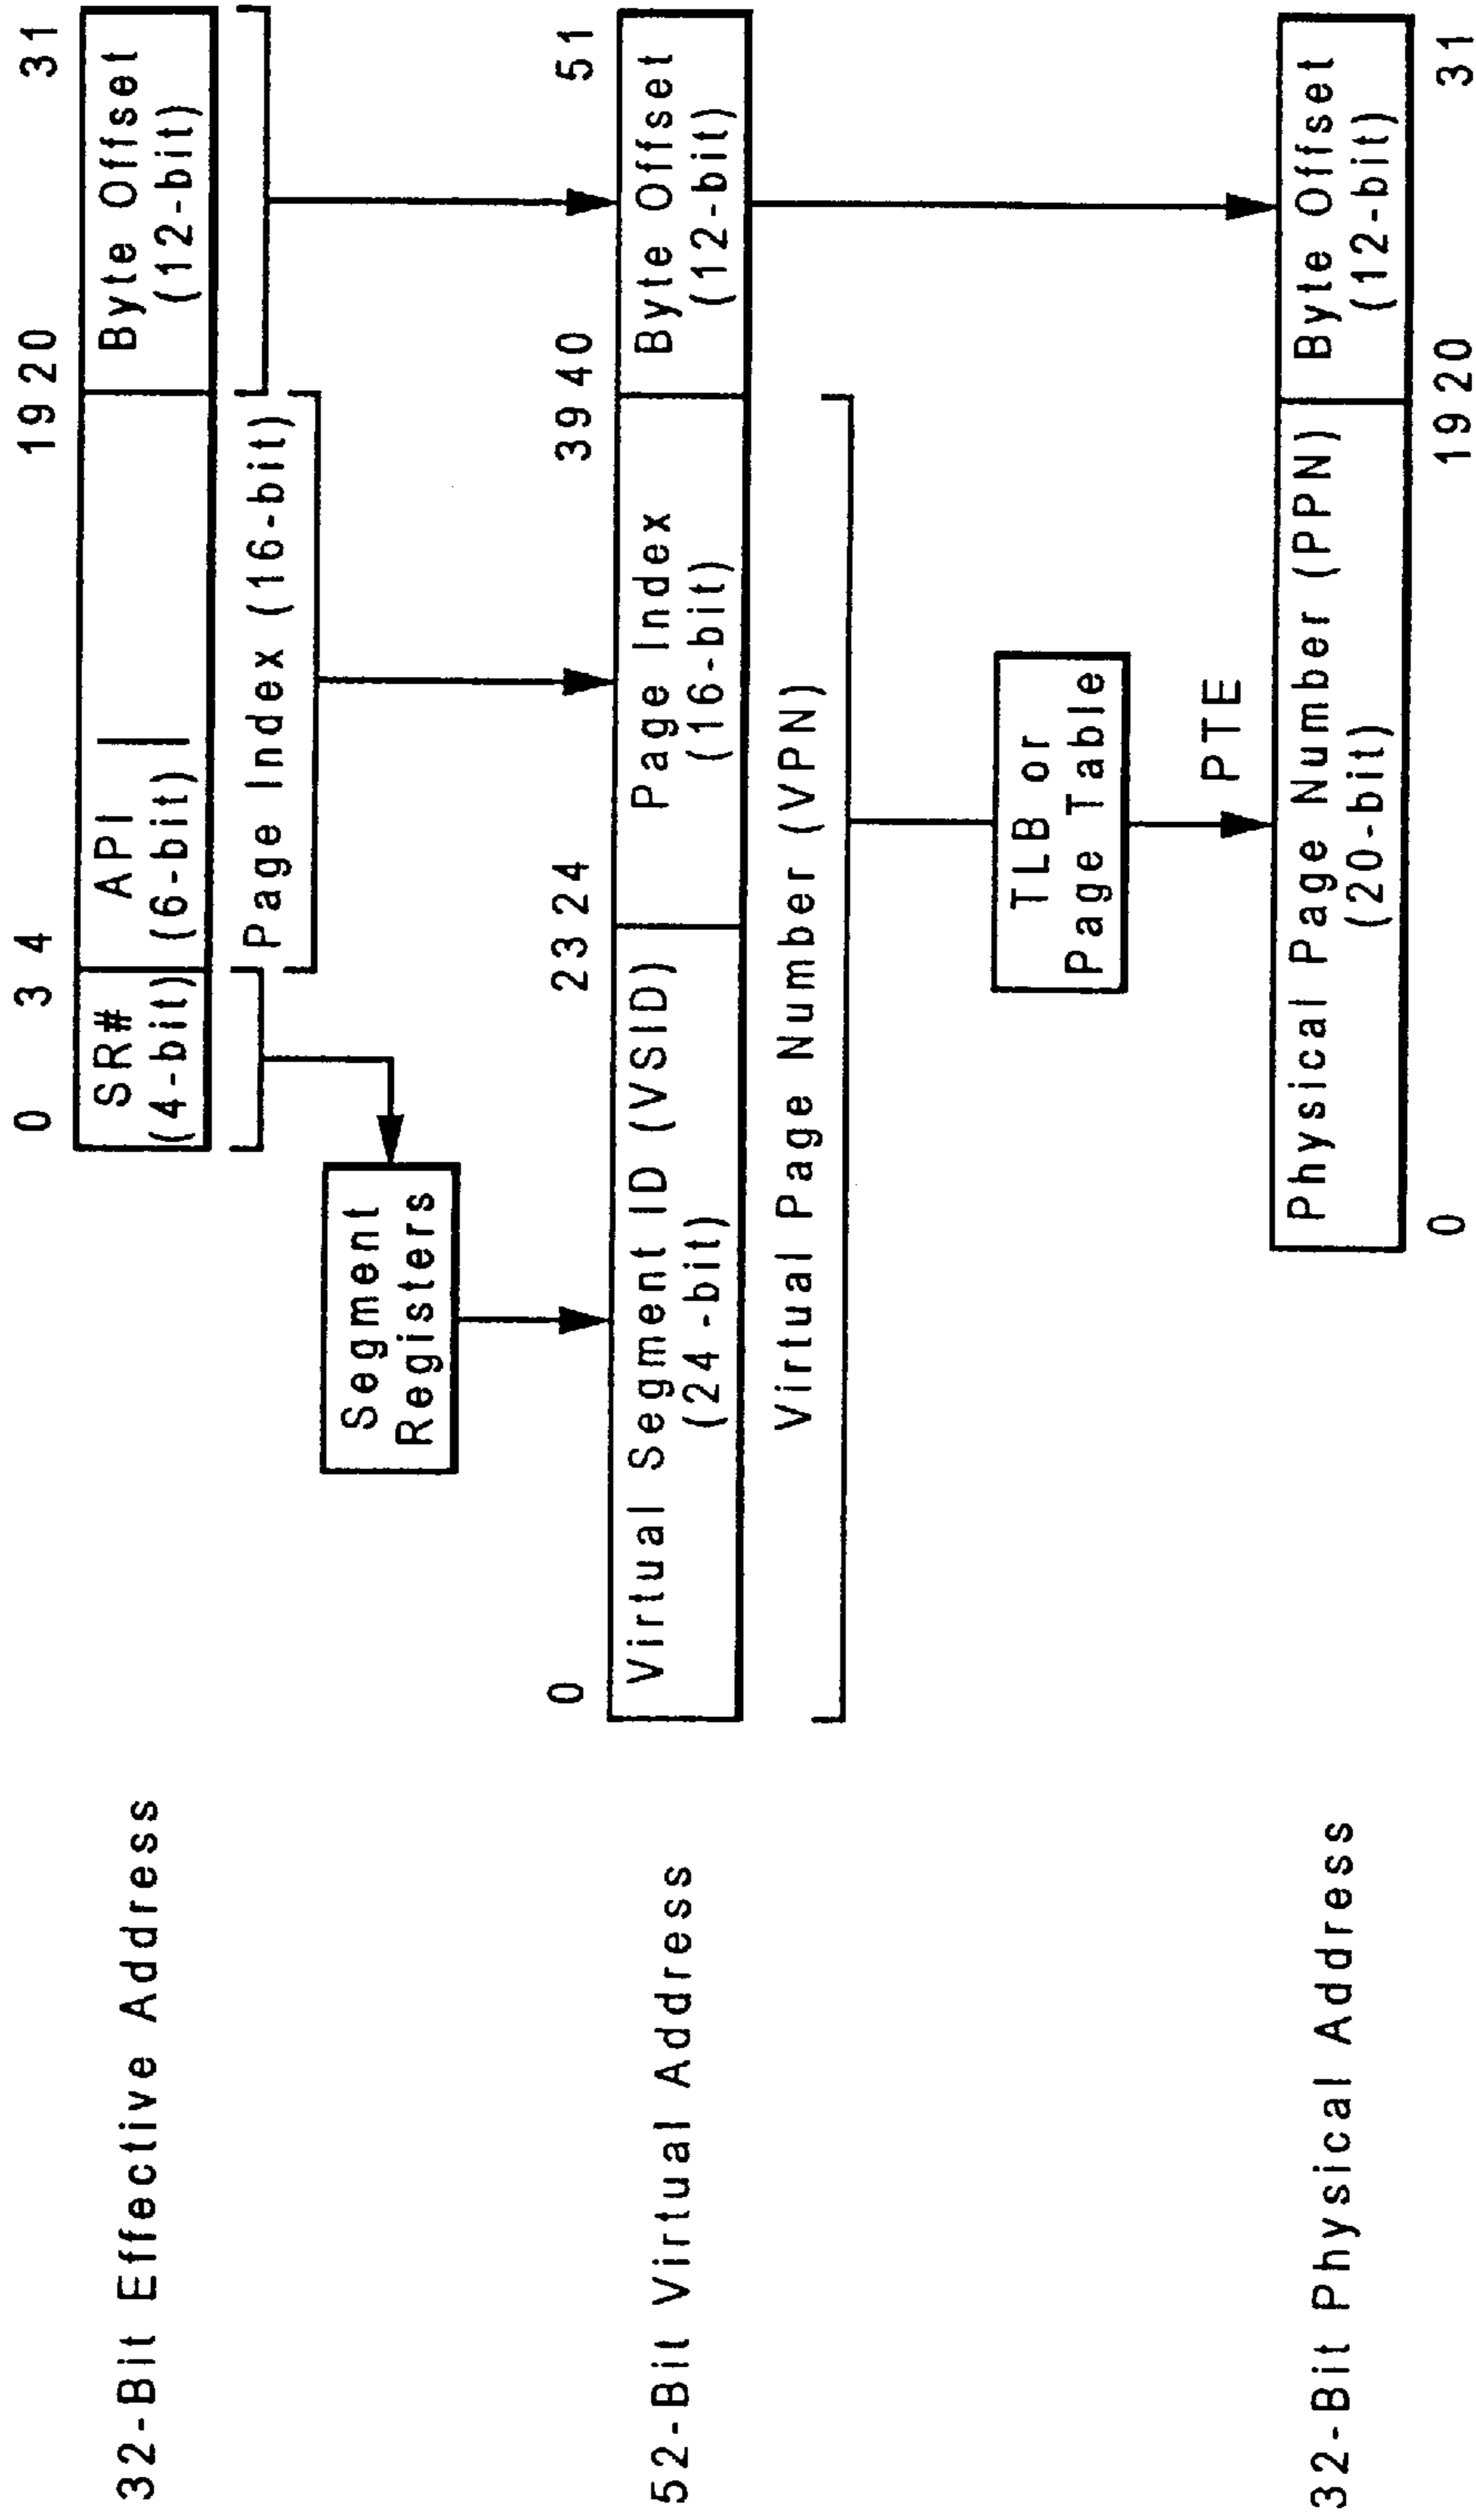 0 3 4 19 20 31
32-Bit Effective Address
SR#
(4-bit)
API
(6-bit)
Byte Offset
(12-bit)
Page Index (16-bit)
Segment
Registers
0 23 24 39 40 51
52-Bit Virtual Address
Virtual Segment ID (VSID)
(24-bit)
Page Index
(16-bit)
Byte Offset
(12-bit)
Virtual Page Number (VPN)
TLB or
Page Table
PTE
32-Bit Physical Address
Physical Page Number (PPN)
(20-bit)
Byte Offset
(12-bit)
0 19 20 31